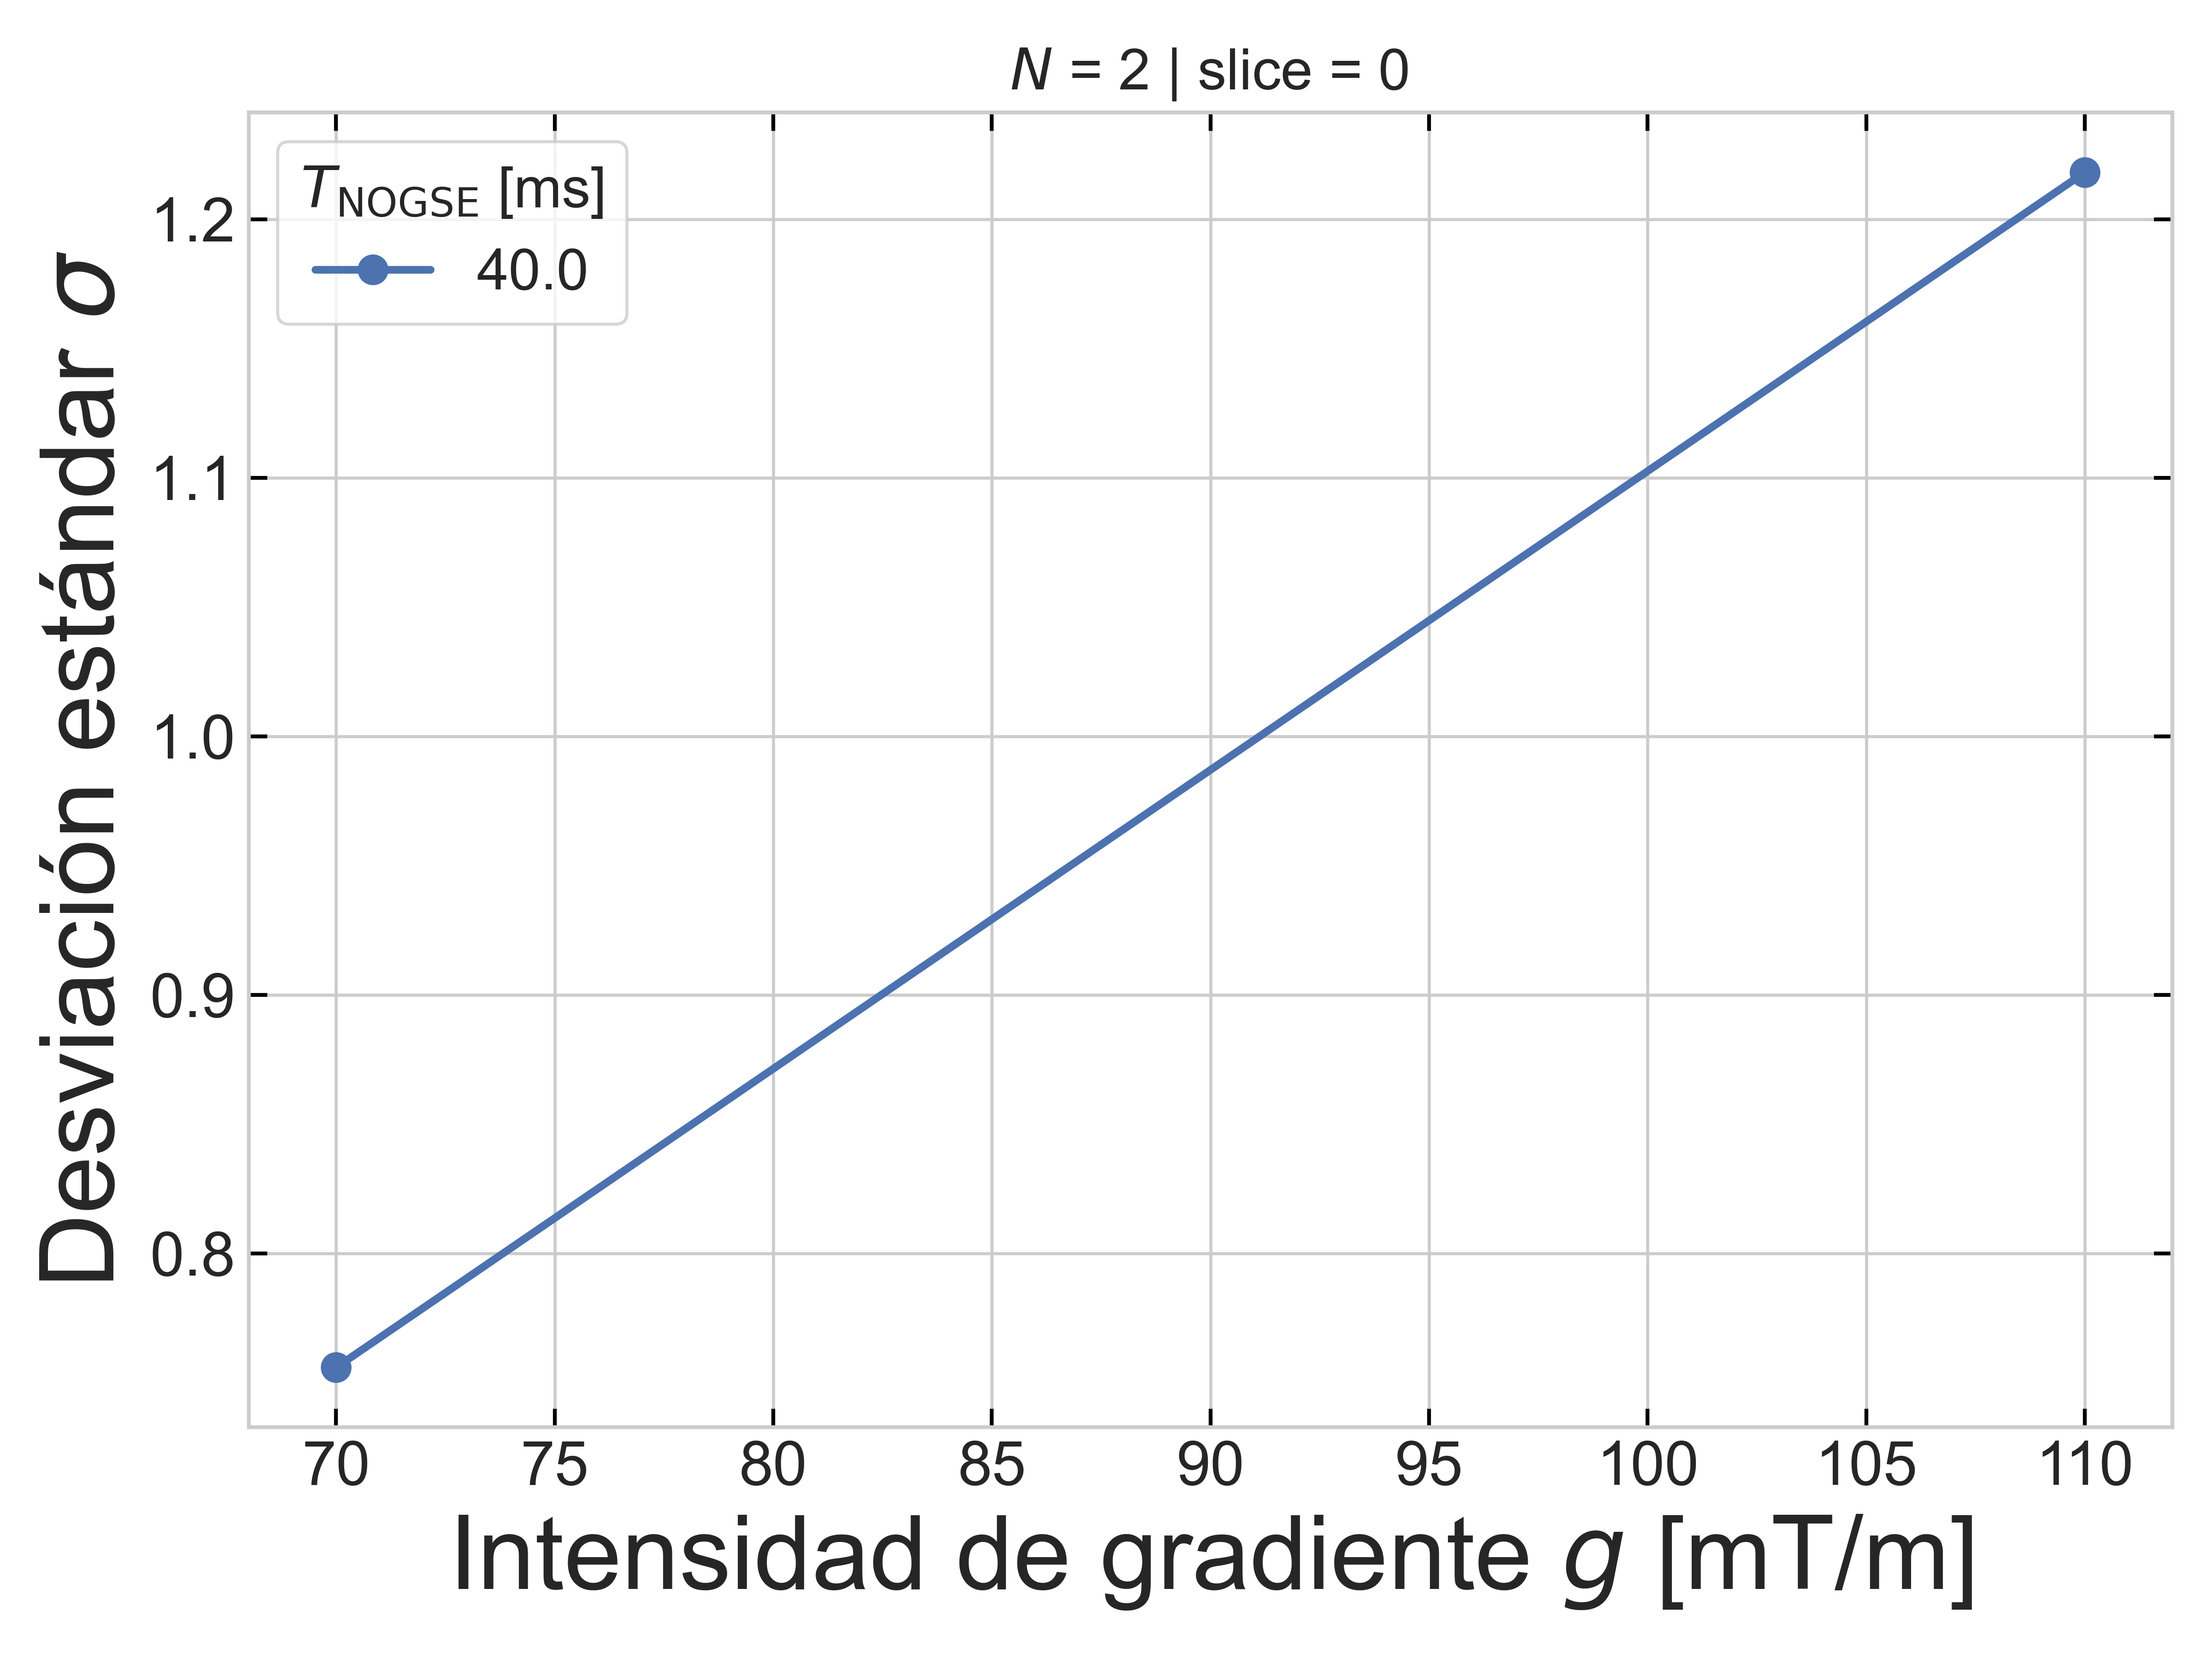 N = 2 | slice = 0
T_NOGSE [ms]
40.0
Desviación estándar σ
1.2
1.1
1.0
0.9
0.8
70 75 80 85 90 95 100 105 110
Intensidad de gradiente g [mT/m]